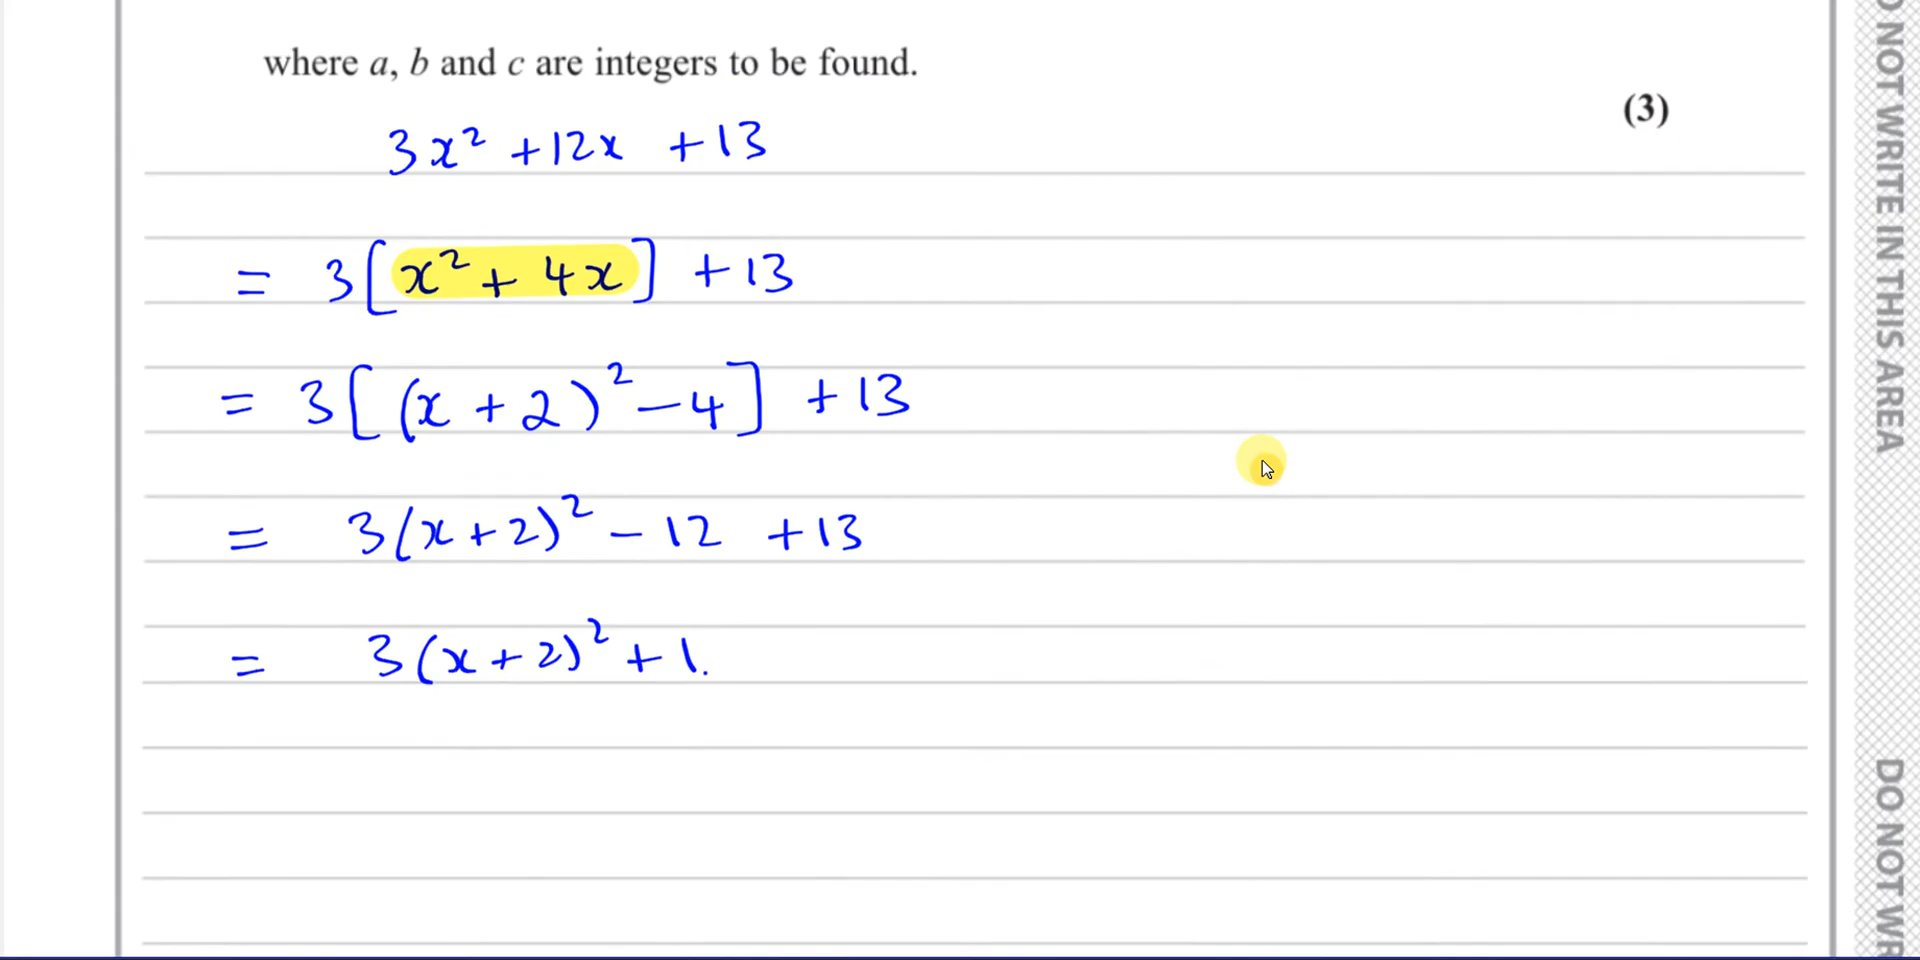 where a, b and c are integers to be found.
(3)
3x² + 12x + 13
= 3[x² + 4x] + 13
= 3[(x + 2)² - 4] + 13
= 3(x + 2)² - 12 + 13
= 3(x + 2)² + 1.
O NOT WRITE IN THIS AREA
DO NOT WR